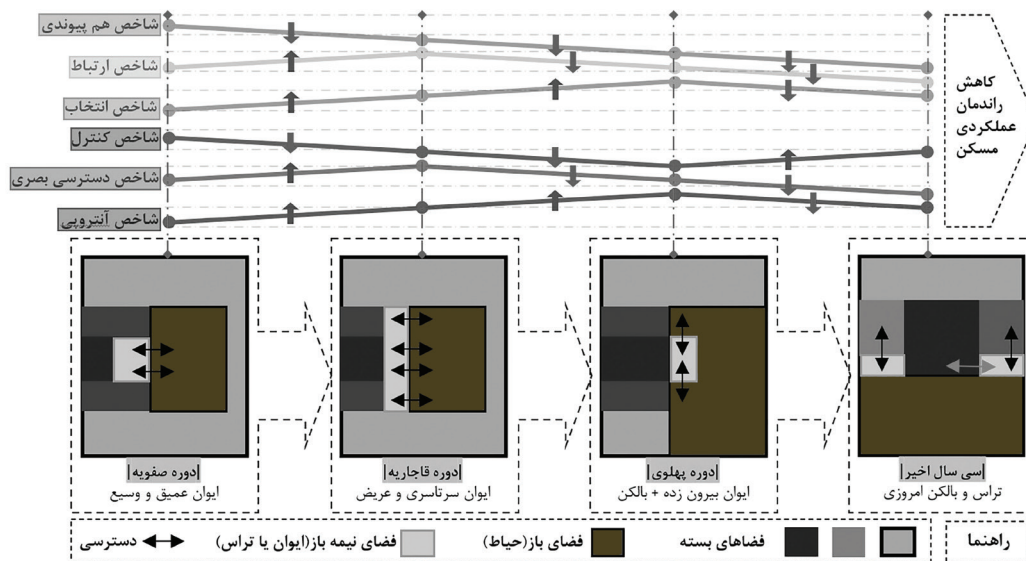 شاخص هم پیوندی
شاخص ارتباط
شاخص انتخاب
شاخص کنترل
شاخص دسترسی بصری
شاخص آنتروپی
کاهش
راندمان
عملکردی
مسکن
|دوره صفویه|
ایوان عمیق و وسیع
|دوره قاجاریه|
ایوان سرتاسری و عریض
|دوره پهلوی|
ایوان بیرون زده + بالکن
|سی سال اخیر|
تراس و بالکن امروزی
راهنما
فضاهای بسته
فضای باز(حیاط)
فضای نیمه باز(ایوان یا تراس)
دسترسی